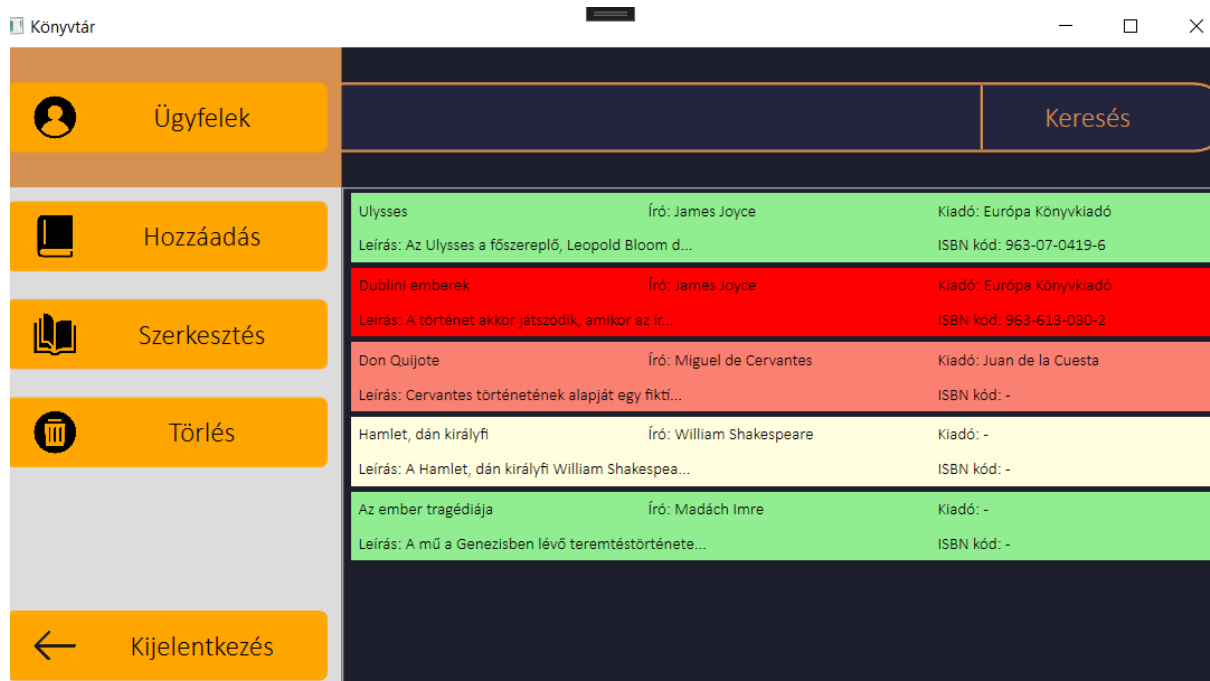 Könyvtár
Ügyfelek
Keresés
Hozzáadás
Szerkesztés
Törlés
Kijelentkezés
Ulysses Író: James Joyce Kiadó: Európa Könyvkiadó
Leírás: Az Ulysses a főszereplő, Leopold Bloom d... ISBN kód: 963-07-0419-6
Dublini emberek Író: James Joyce Kiadó: Európa Könyvkiadó
Leírás: A történet akkor játszódik, amikor az ír... ISBN kód: 963-613-030-2
Don Quijote Író: Miguel de Cervantes Kiadó: Juan de la Cuesta
Leírás: Cervantes történetének alapját egy fiktí... ISBN kód: -
Hamlet, dán királyfi Író: William Shakespeare Kiadó: -
Leírás: A Hamlet, dán királyfi William Shakespea... ISBN kód: -
Az ember tragédiája Író: Madách Imre Kiadó: -
Leírás: A mű a Genezisben lévő teremtéstörténete... ISBN kód: -